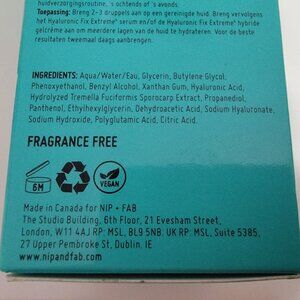 huidverzorgingsroutine, 's ochtends of 's avonds.
Toepassing: Breng 2-3 druppels aan op een gereinigde huid. Breng vervolgens
het Hyaluronic Fix Extreme⁴ serum en/of de Hyaluronic Fix Extreme⁴ hybride
gelcrème aan om meerdere lagen van de huid te hydrateren. Voor de beste
resultaten tweemaal daags aanbrengen.
INGREDIENTS: Aqua/Water/Eau, Glycerin, Butylene Glycol,
Phenoxyethanol, Benzyl Alcohol, Xanthan Gum, Hyaluronic Acid,
Hydrolyzed Tremella Fuciformis Sporocarp Extract, Propanediol,
Panthenol, Ethylhexylglycerin, Dehydroacetic Acid, Sodium Hyaluronate,
Sodium Hydroxide, Polyglutamic Acid, Citric Acid.
FRAGRANCE FREE
6M
VEGAN
Made in Canada for NIP + FAB
The Studio Building, 6th Floor, 21 Evesham Street,
London, W11 4AJ RP: MSL, BL9 5NB. UK RP: MSL, Suite 5385,
27 Upper Pembroke St, Dublin. IE
www.nipandfab.com